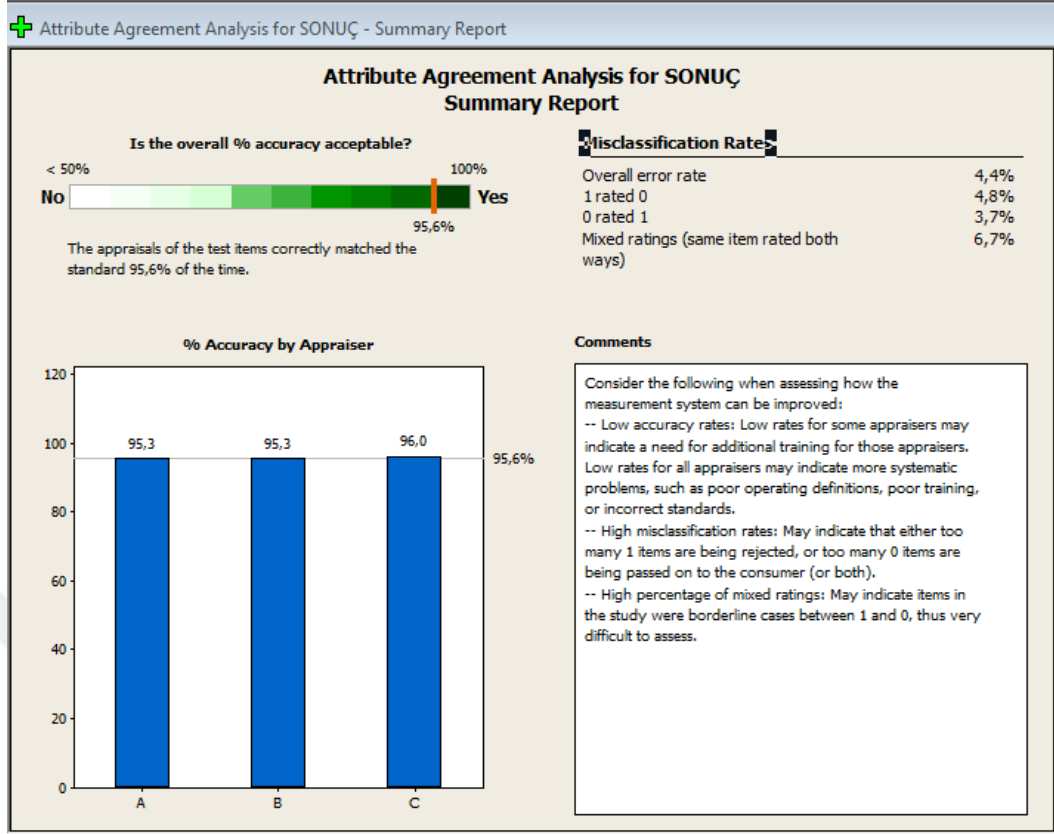 Attribute Agreement Analysis for SONUÇ - Summary Report
Attribute Agreement Analysis for SONUÇ
Summary Report
Is the overall % accuracy acceptable?
< 50%
100%
No
Yes
95,6%
The appraisals of the test items correctly matched the
standard 95,6% of the time.
Misclassification Rates
Overall error rate 4,4%
1 rated 0 4,8%
0 rated 1 3,7%
Mixed ratings (same item rated both 6,7%
ways)
% Accuracy by Appraiser
120
100
80
60
40
20
0
95,3
95,3
96,0
95,6%
A
B
C
Comments
Consider the following when assessing how the
measurement system can be improved:
-- Low accuracy rates: Low rates for some appraisers may
indicate a need for additional training for those appraisers.
Low rates for all appraisers may indicate more systematic
problems, such as poor operating definitions, poor training,
or incorrect standards.
-- High misclassification rates: May indicate that either too
many 1 items are being rejected, or too many 0 items are
being passed on to the consumer (or both).
-- High percentage of mixed ratings: May indicate items in
the study were borderline cases between 1 and 0, thus very
difficult to assess.